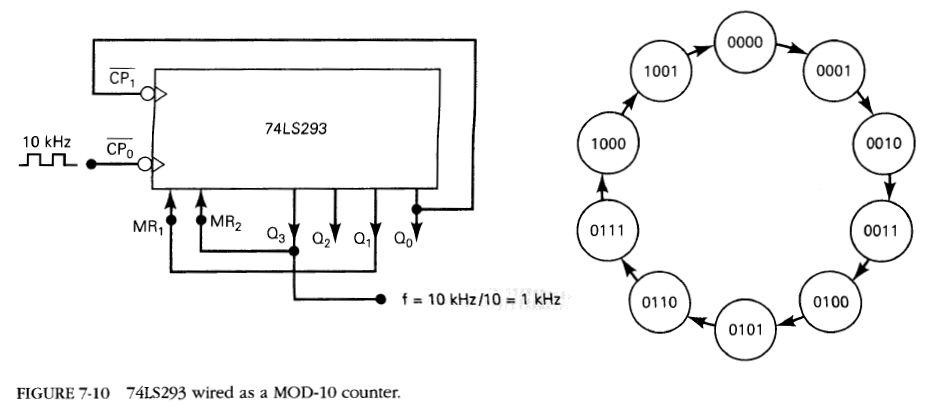 CP1
74LS293
10 kHz
CP0
MR1
MR2
Q3
Q2
Q1
Q0
f = 10 kHz/10 = 1 kHz
0000
0001
0010
0011
0100
0101
0110
0111
1000
1001
FIGURE 7-10 74LS293 wired as a MOD-10 counter.